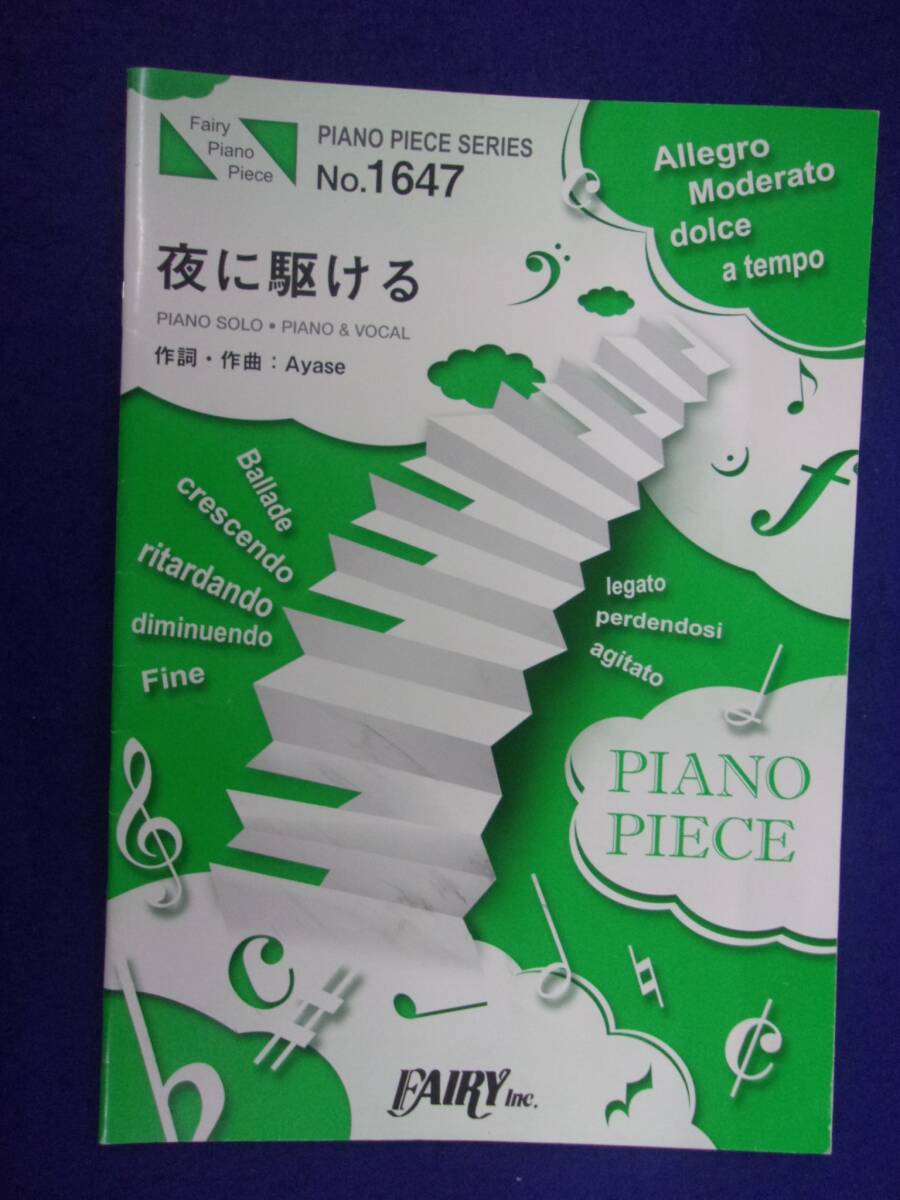 Fairy
Piano
Piece
PIANO PIECE SERIES
No.1647
夜に駆ける
PIANO SOLO • PIANO & VOCAL
作詞・作曲：Ayase
Allegro
Moderato
dolce
a tempo
Ballade
crescendo
ritardando
diminuendo
Fine
legato
perdendosi
agitato
PIANO
PIECE
FAIRY Inc.